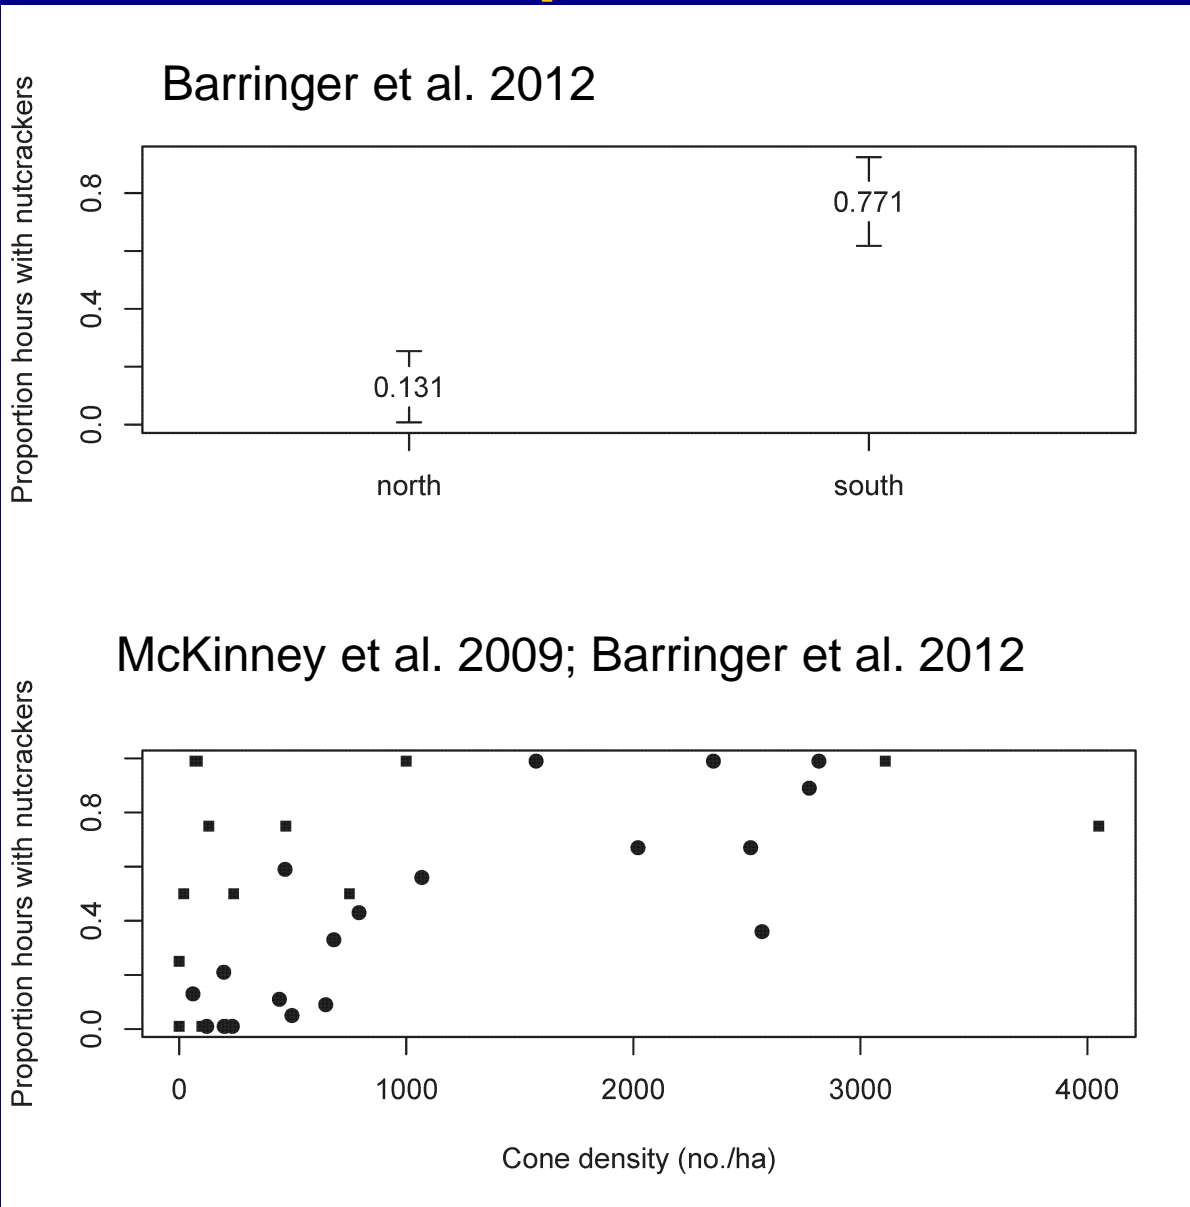 Barringer et al. 2012
Proportion hours with nutcrackers
0.8
0.4
0.0
0.771
0.131
north
south
McKinney et al. 2009; Barringer et al. 2012
Proportion hours with nutcrackers
0.8
0.4
0.0
0
1000
2000
3000
4000
Cone density (no./ha)